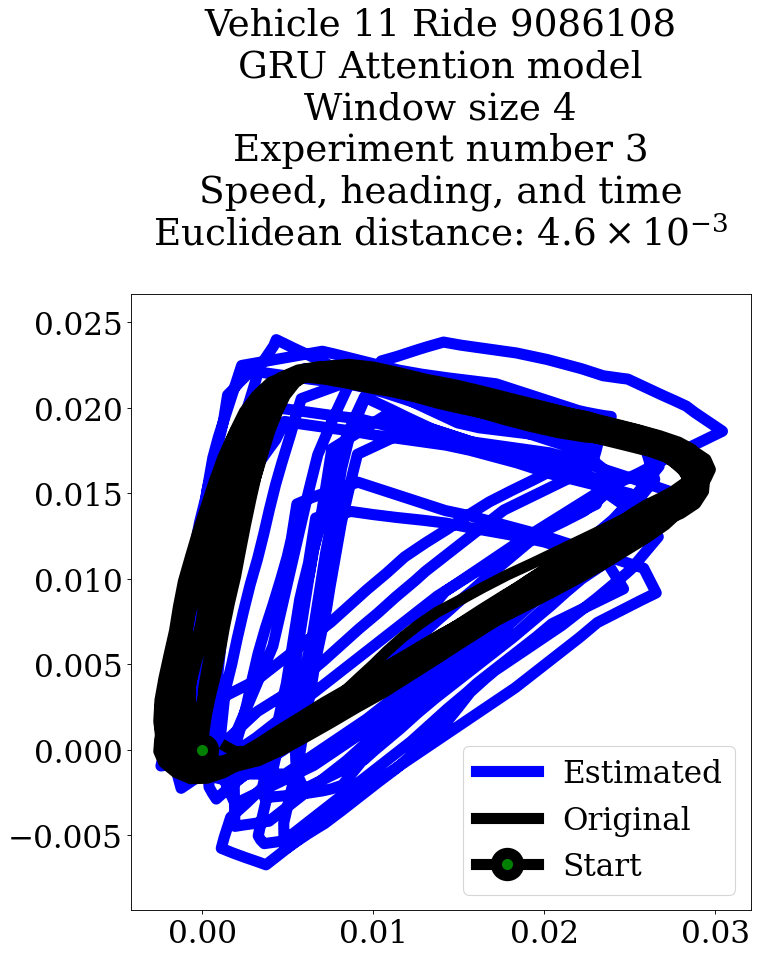 Vehicle 11 Ride 9086108
GRU Attention model
Window size 4
Experiment number 3
Speed, heading, and time
Euclidean distance: 4.6 × 10⁻³
0.025
0.020
0.015
0.010
0.005
0.000
−0.005
Estimated
Original
Start
0.00 0.01 0.02 0.03